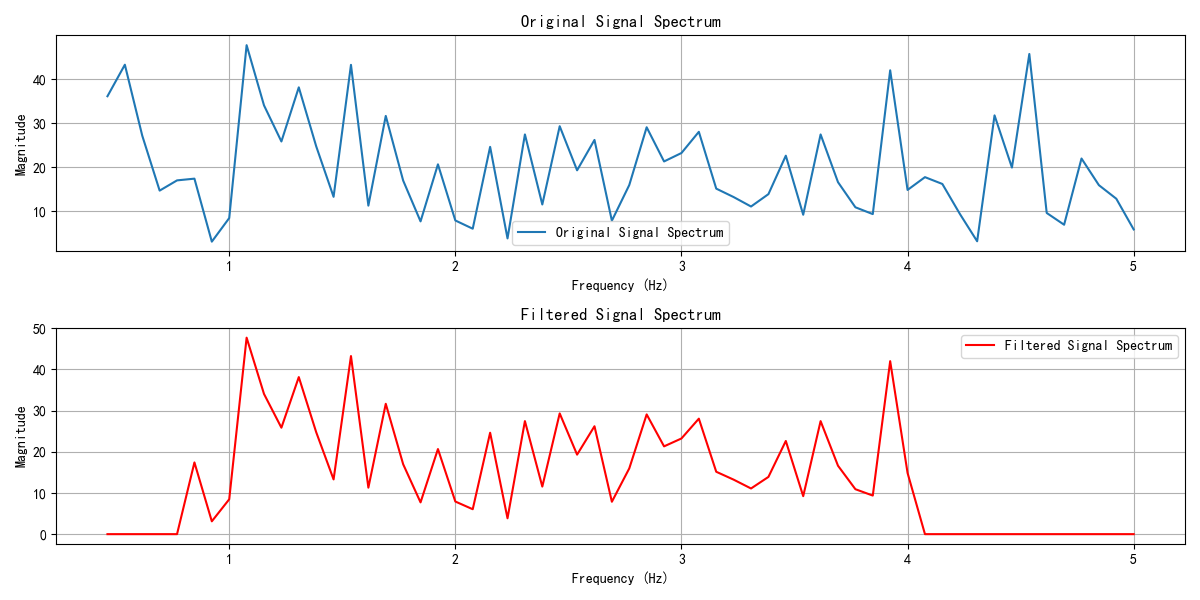 Original Signal Spectrum
40
30
20
10
Magnitude
Original Signal Spectrum
1 2 3 4 5
Frequency (Hz)
Filtered Signal Spectrum
50
40
30
20
10
0
Magnitude
Filtered Signal Spectrum
1 2 3 4 5
Frequency (Hz)